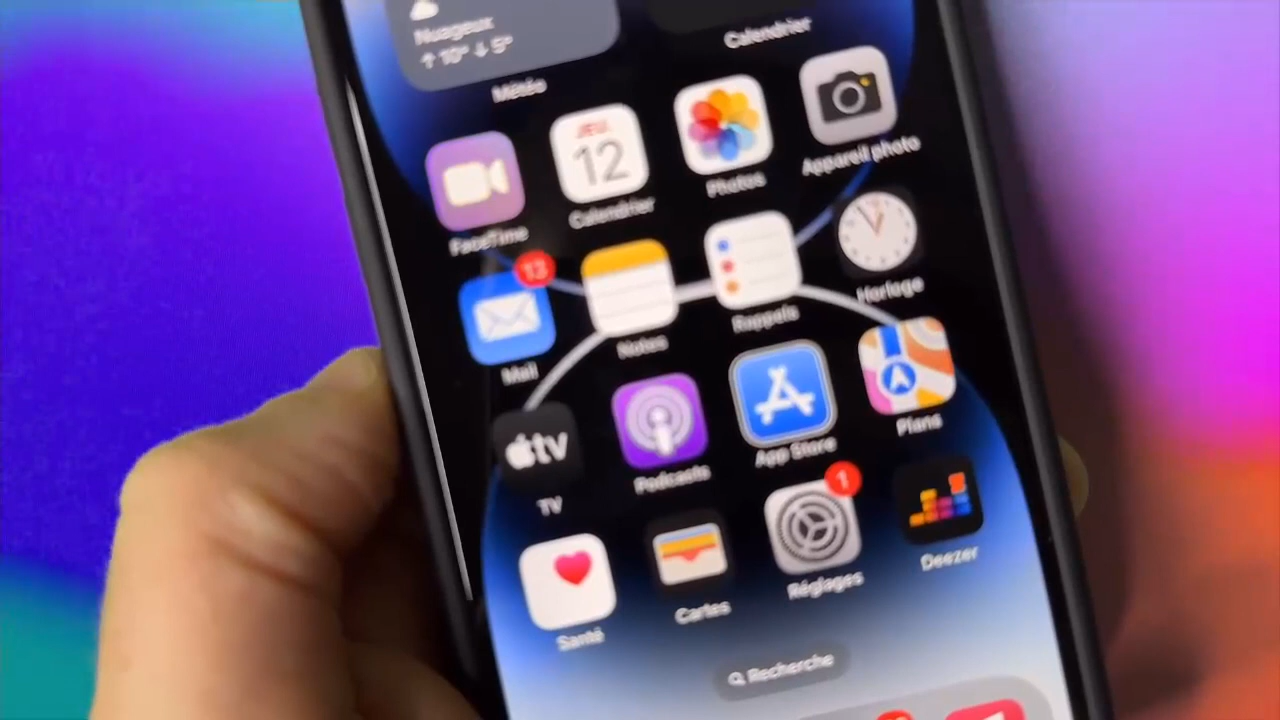 Nuageux
↑ 10° ↓ 5°
Météo
Calendrier
FaceTime
JEU.
12
Calendrier
Photos
Appareil photo
13
Mail
Notes
Rappels
Horloge
tv
TV
Podcasts
App Store
Plans
Santé
Cartes
1
Réglages
Deezer
Recherche